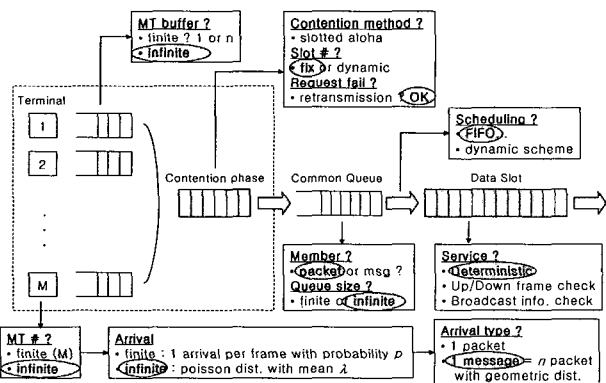 MT buffer ?
• finite ? 1 or n
• infinite
Contention method ?
• slotted aloha
Slot # ?
• fix or dynamic
Request fail ?
• retransmission OK
Terminal
1
2
M
Contention phase
Common Queue
Data Slot
Scheduling ?
• FIFO
• dynamic scheme
Member ?
• packet or msg ?
Queue size ?
• finite or infinite
Service ?
• Deterministic
• Up/Down frame check
• Broadcast info. check
MT # ?
• finite (M)
• infinite
Arrival
• finite : 1 arrival per frame with probability p
infinite : poisson dist. with mean λ
Arrival type ?
• 1 packet
• 1 message = n packet
with geometric dist.